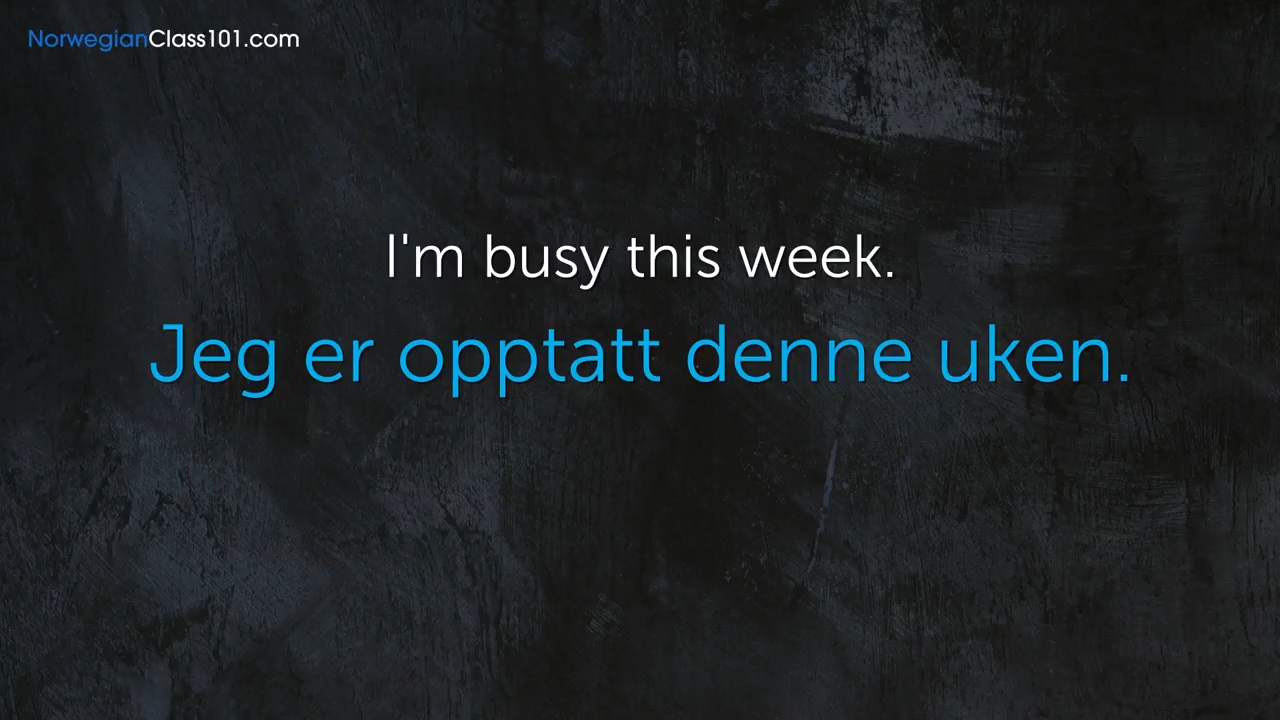 NorwegianClass101.com
I'm busy this week.
Jeg er opptatt denne uken.